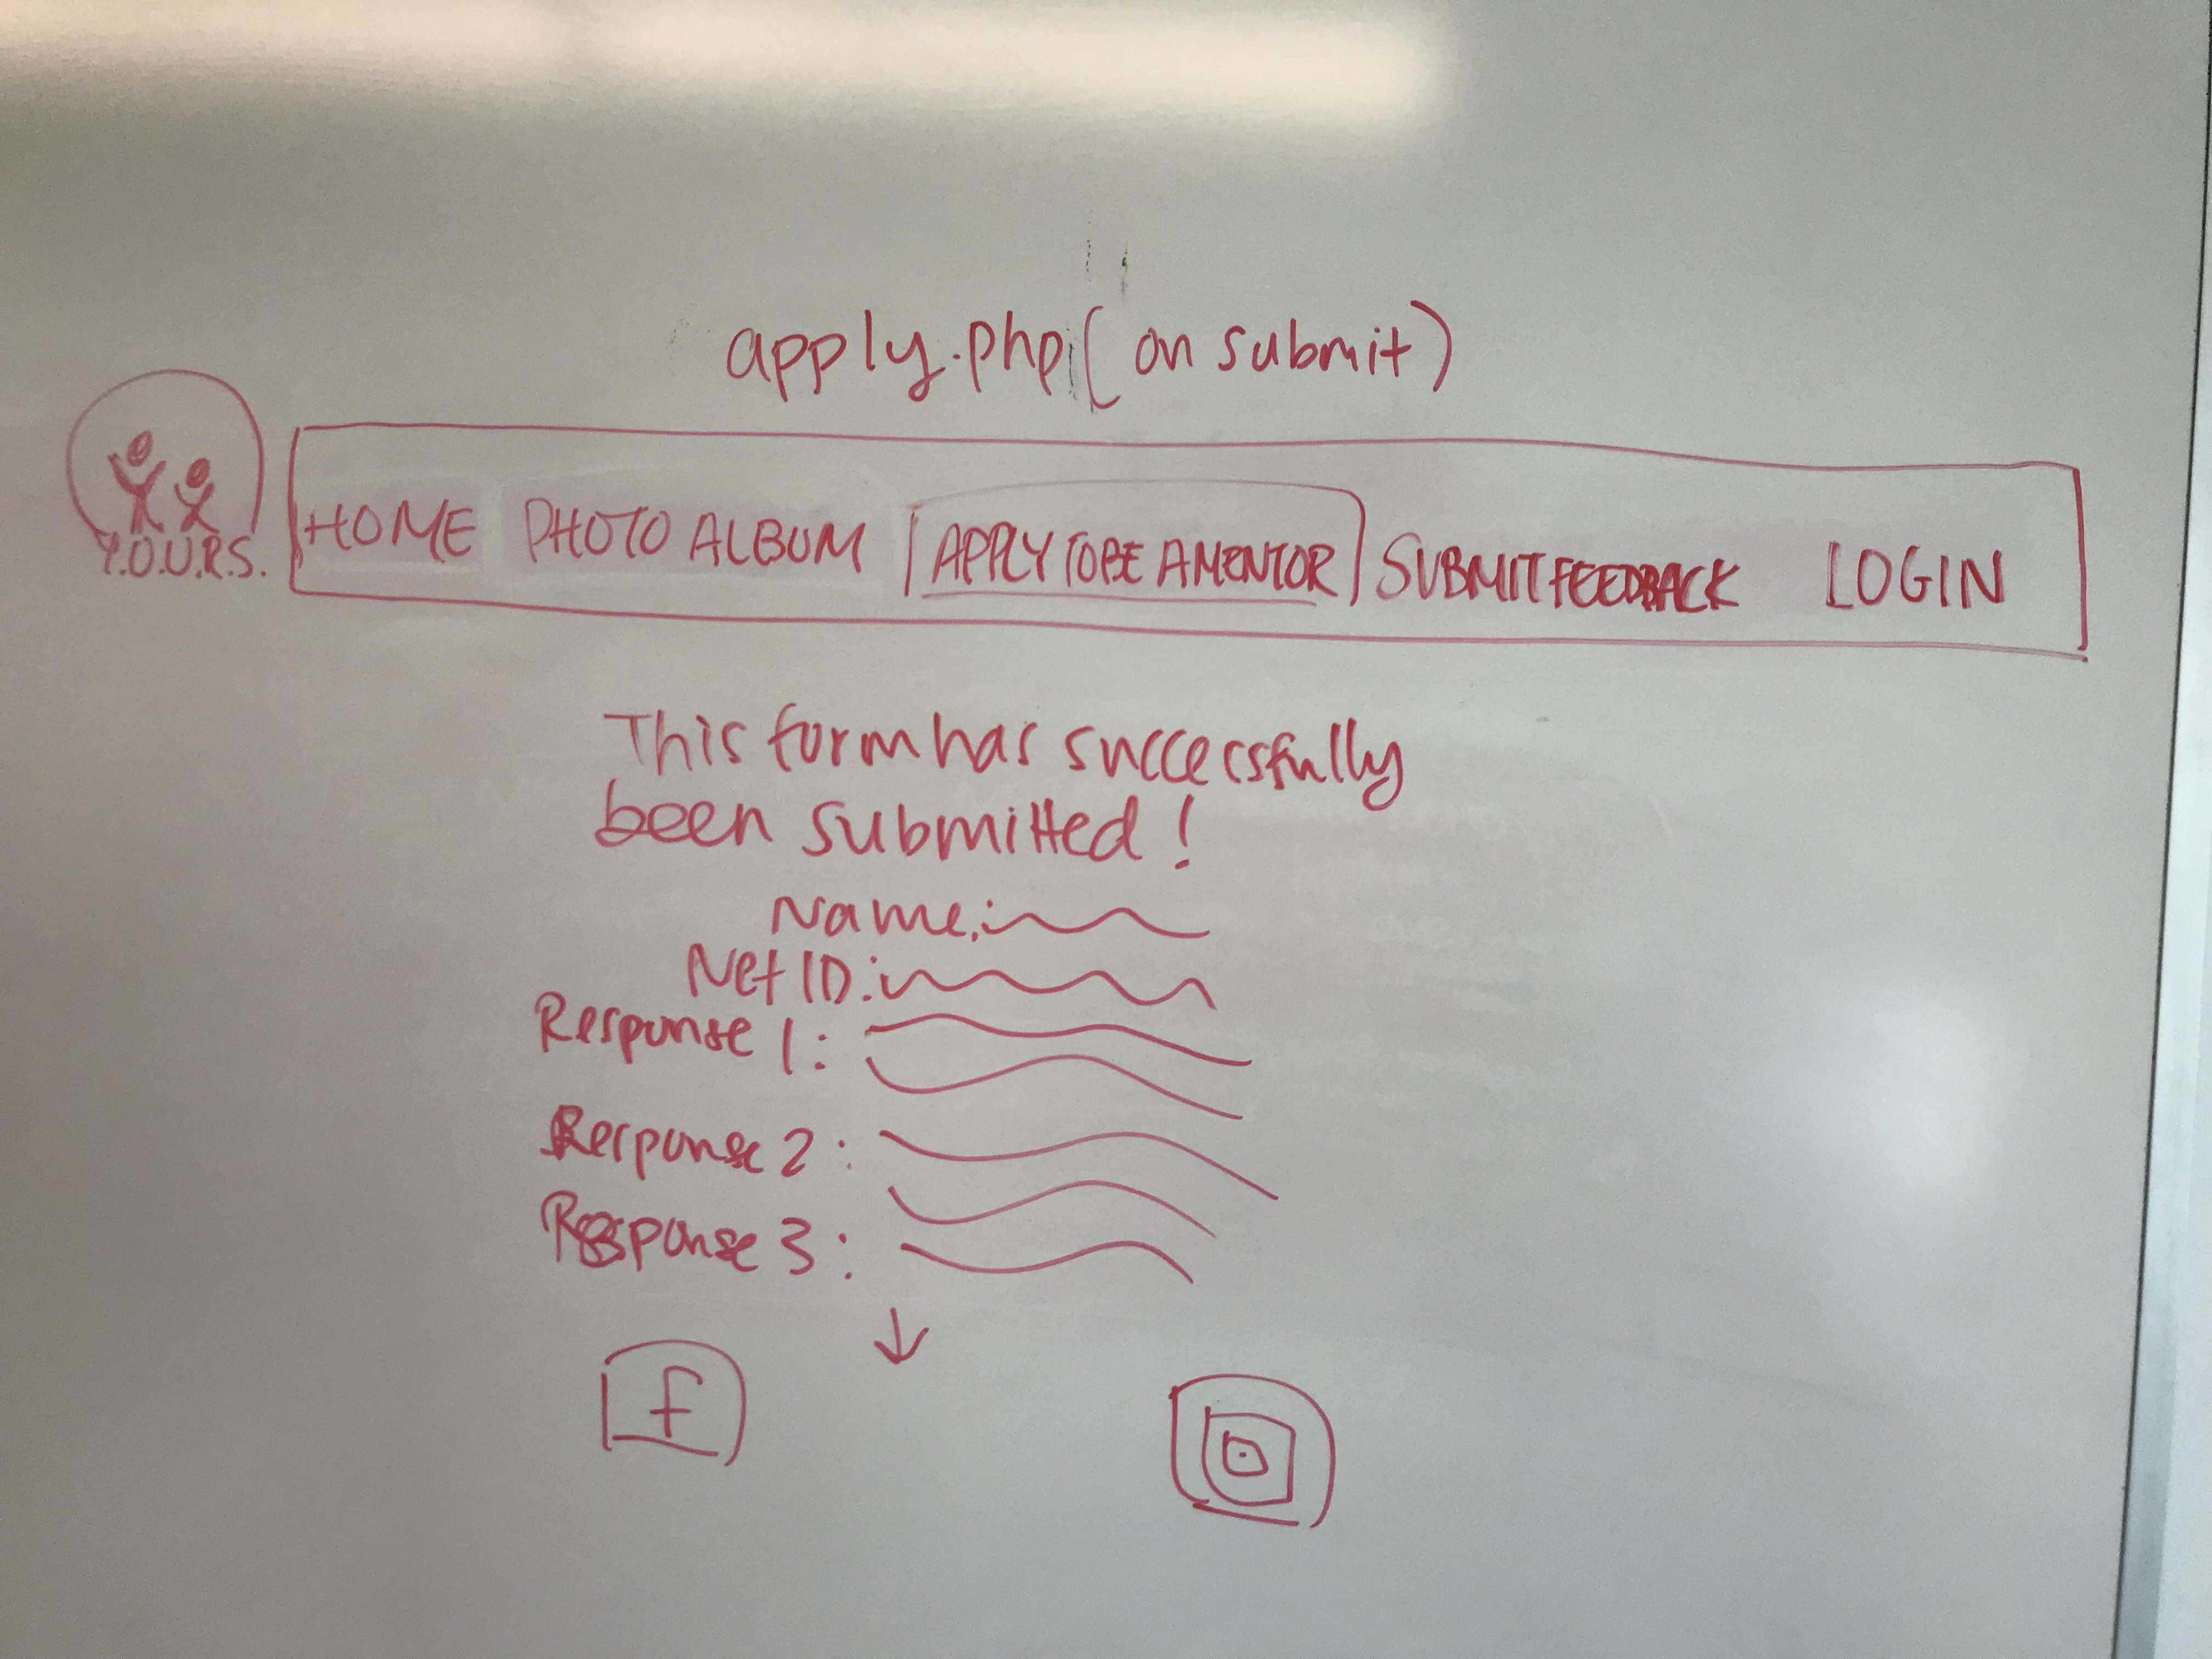 apply.php (on submit)
Y.O.U.R.S.
HOME PHOTO ALBUM APPLY TO BE A MENTOR SUBMIT FEEDBACK LOGIN
This form has successfully
been submitted!
Name:
Net ID:
Response 1:
Response 2:
Response 3:
f